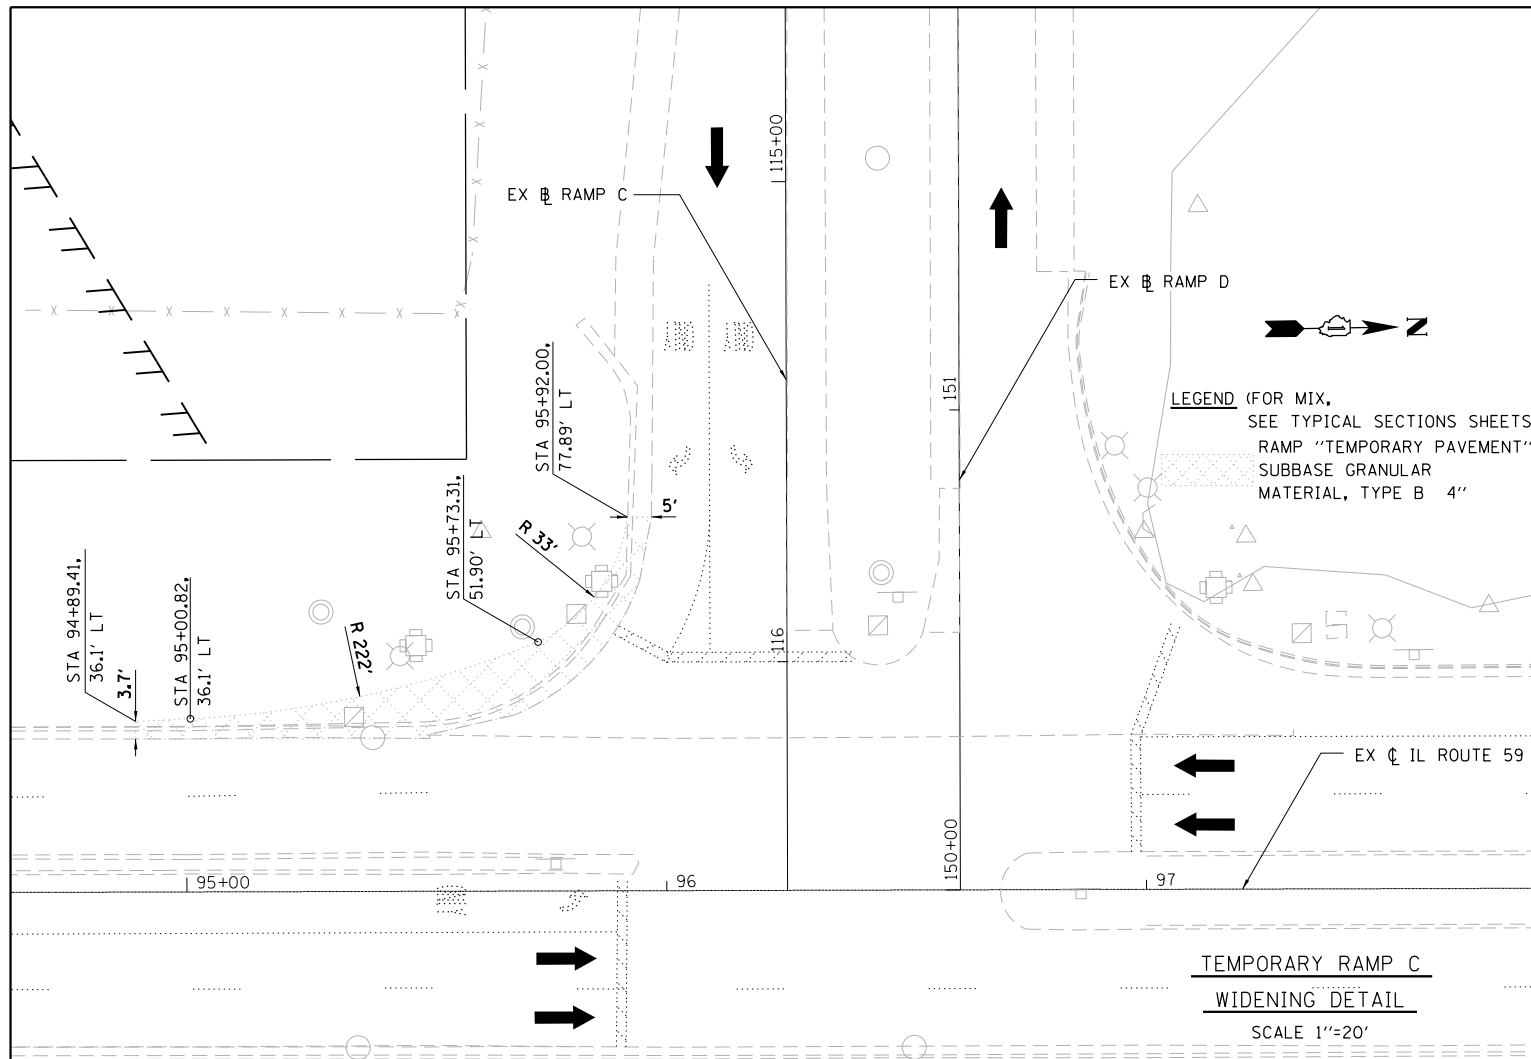 115+00
EX ℄ RAMP C
EX ℄ RAMP D
N
151
LEGEND (FOR MIX,
SEE TYPICAL SECTIONS SHEETS
RAMP "TEMPORARY PAVEMENT"
SUBBASE GRANULAR
MATERIAL, TYPE B 4"
STA 95+92.00,
77.89' LT
5'
STA 95+73.31,
51.90' LT
R 33'
STA 94+89.41,
36.1' LT
3.7'
STA 95+00.82,
36.1' LT
R 222'
116
EX ℄ IL ROUTE 59
150+00
95+00
96
97
TEMPORARY RAMP C
WIDENING DETAIL
SCALE 1"=20'